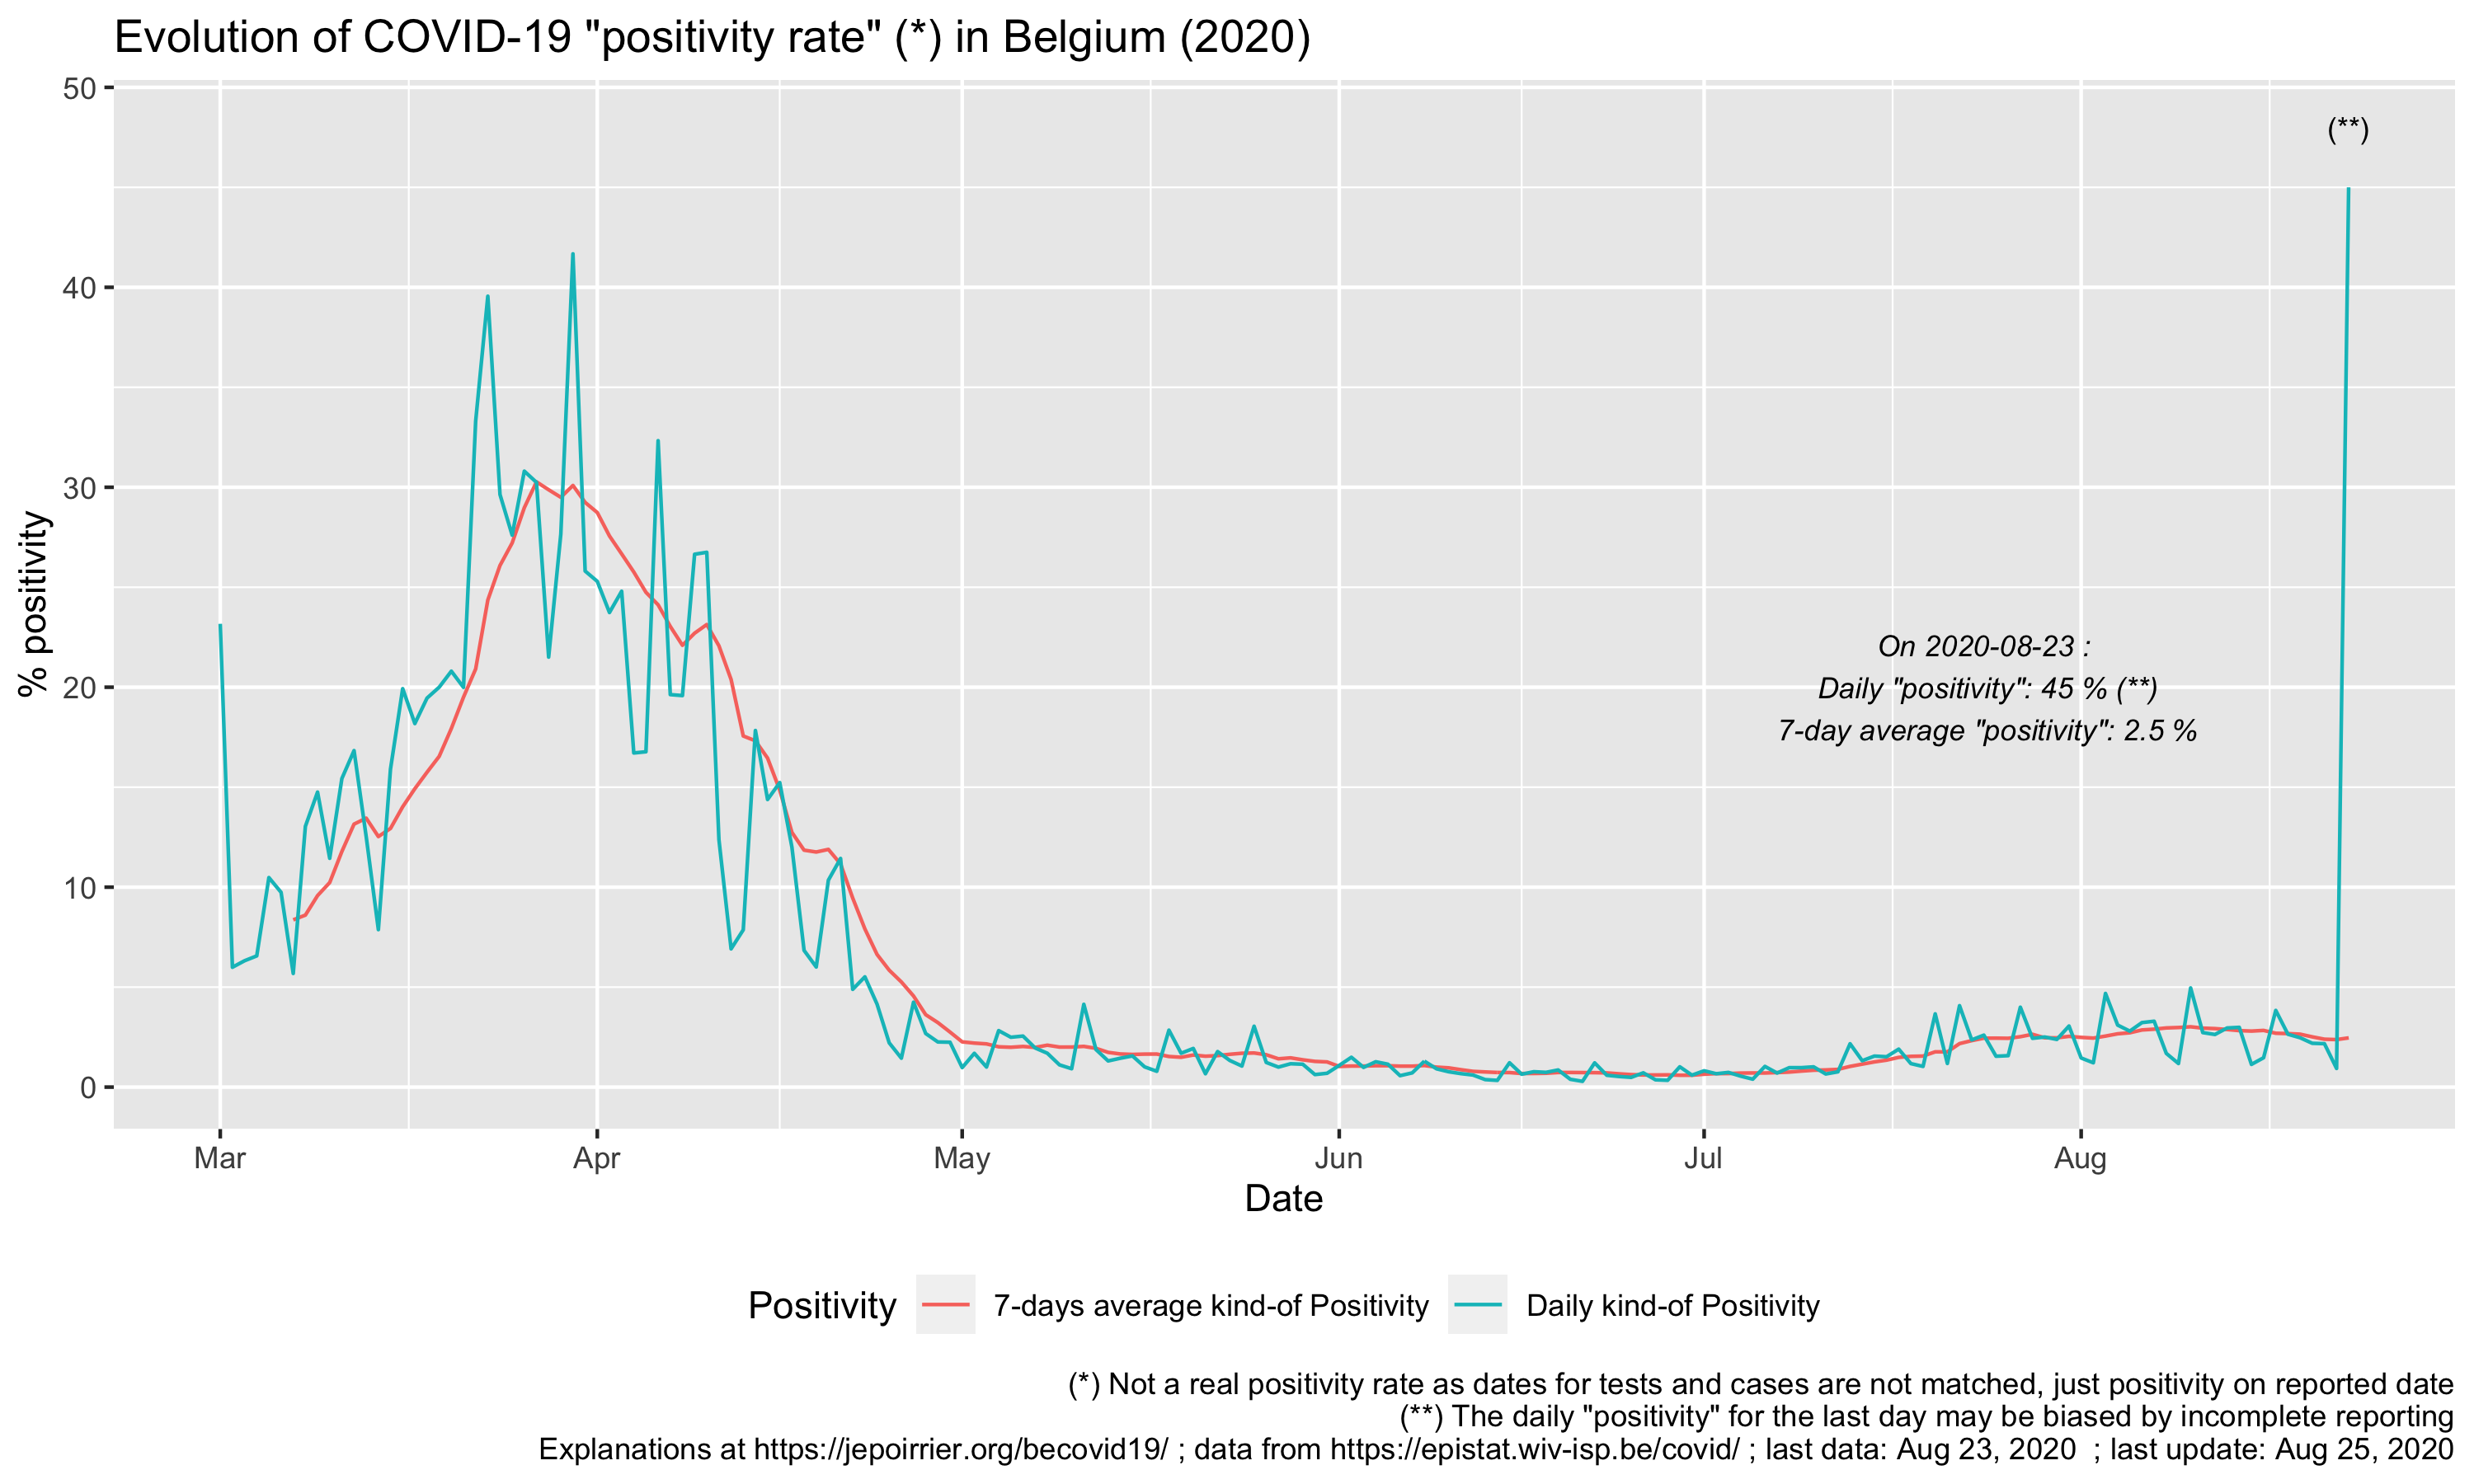 Evolution of COVID-19 "positivity rate" (*) in Belgium (2020)
50
40
30
20
10
0
% positivity
(**)
On 2020-08-23 :
Daily "positivity": 45 % (**)
7-day average "positivity": 2.5 %
Mar Apr May Jun Jul Aug
Date
Positivity 7-days average kind-of Positivity Daily kind-of Positivity
(*) Not a real positivity rate as dates for tests and cases are not matched, just positivity on reported date
(**) The daily "positivity" for the last day may be biased by incomplete reporting
Explanations at https://jepoirrier.org/becovid19/ ; data from https://epistat.wiv-isp.be/covid/ ; last data: Aug 23, 2020  ; last update: Aug 25, 2020